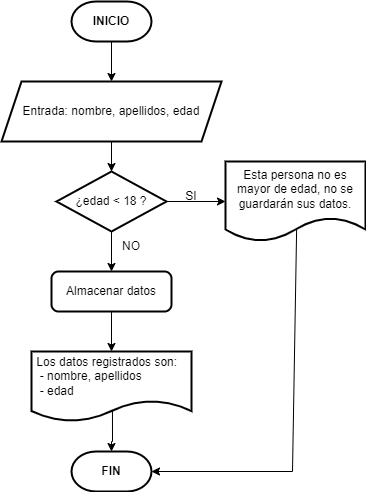 INICIO
Entrada: nombre, apellidos, edad
¿edad < 18 ?
SI
Esta persona no es
mayor de edad, no se
guardarán sus datos.
NO
Almacenar datos
Los datos registrados son:
- nombre, apellidos
- edad
FIN